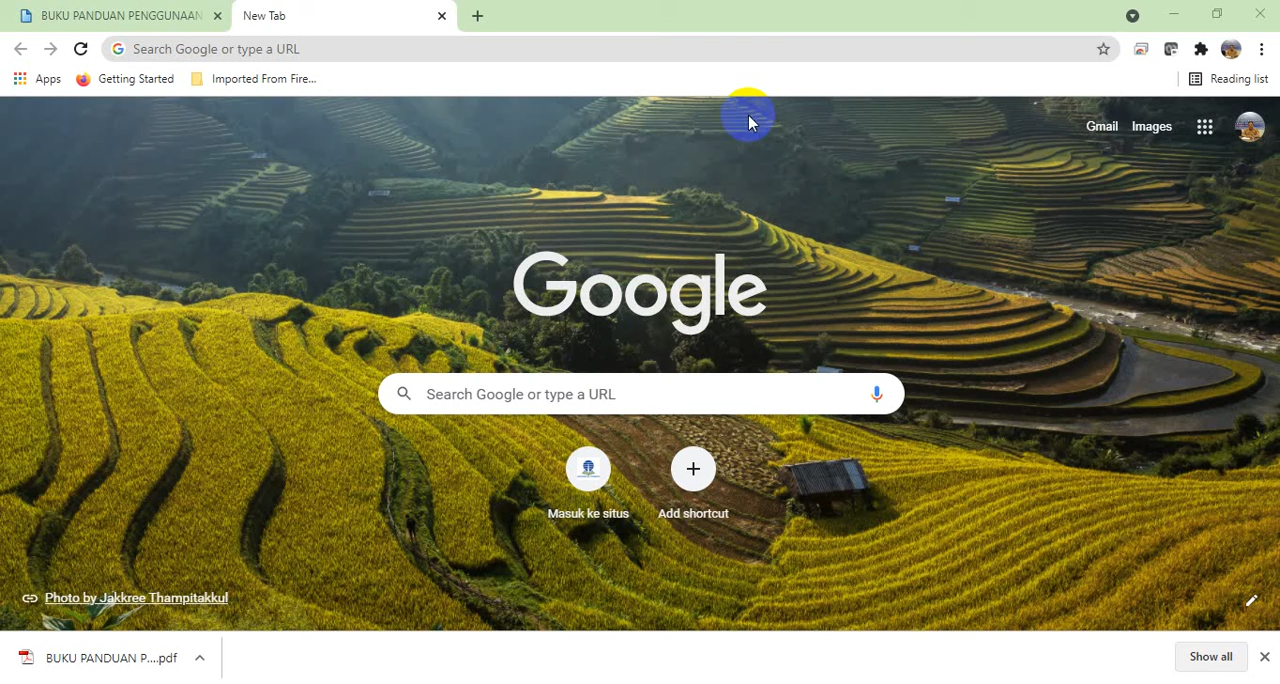 BUKU PANDUAN PENGGUNAAN
New Tab
Search Google or type a URL
Apps
Getting Started
Imported From Fire...
Reading list
Gmail
Images
Google
Search Google or type a URL
Masuk ke situs
Add shortcut
Photo by Jakkree Thampitakkul
BUKU PANDUAN P....pdf
Show all